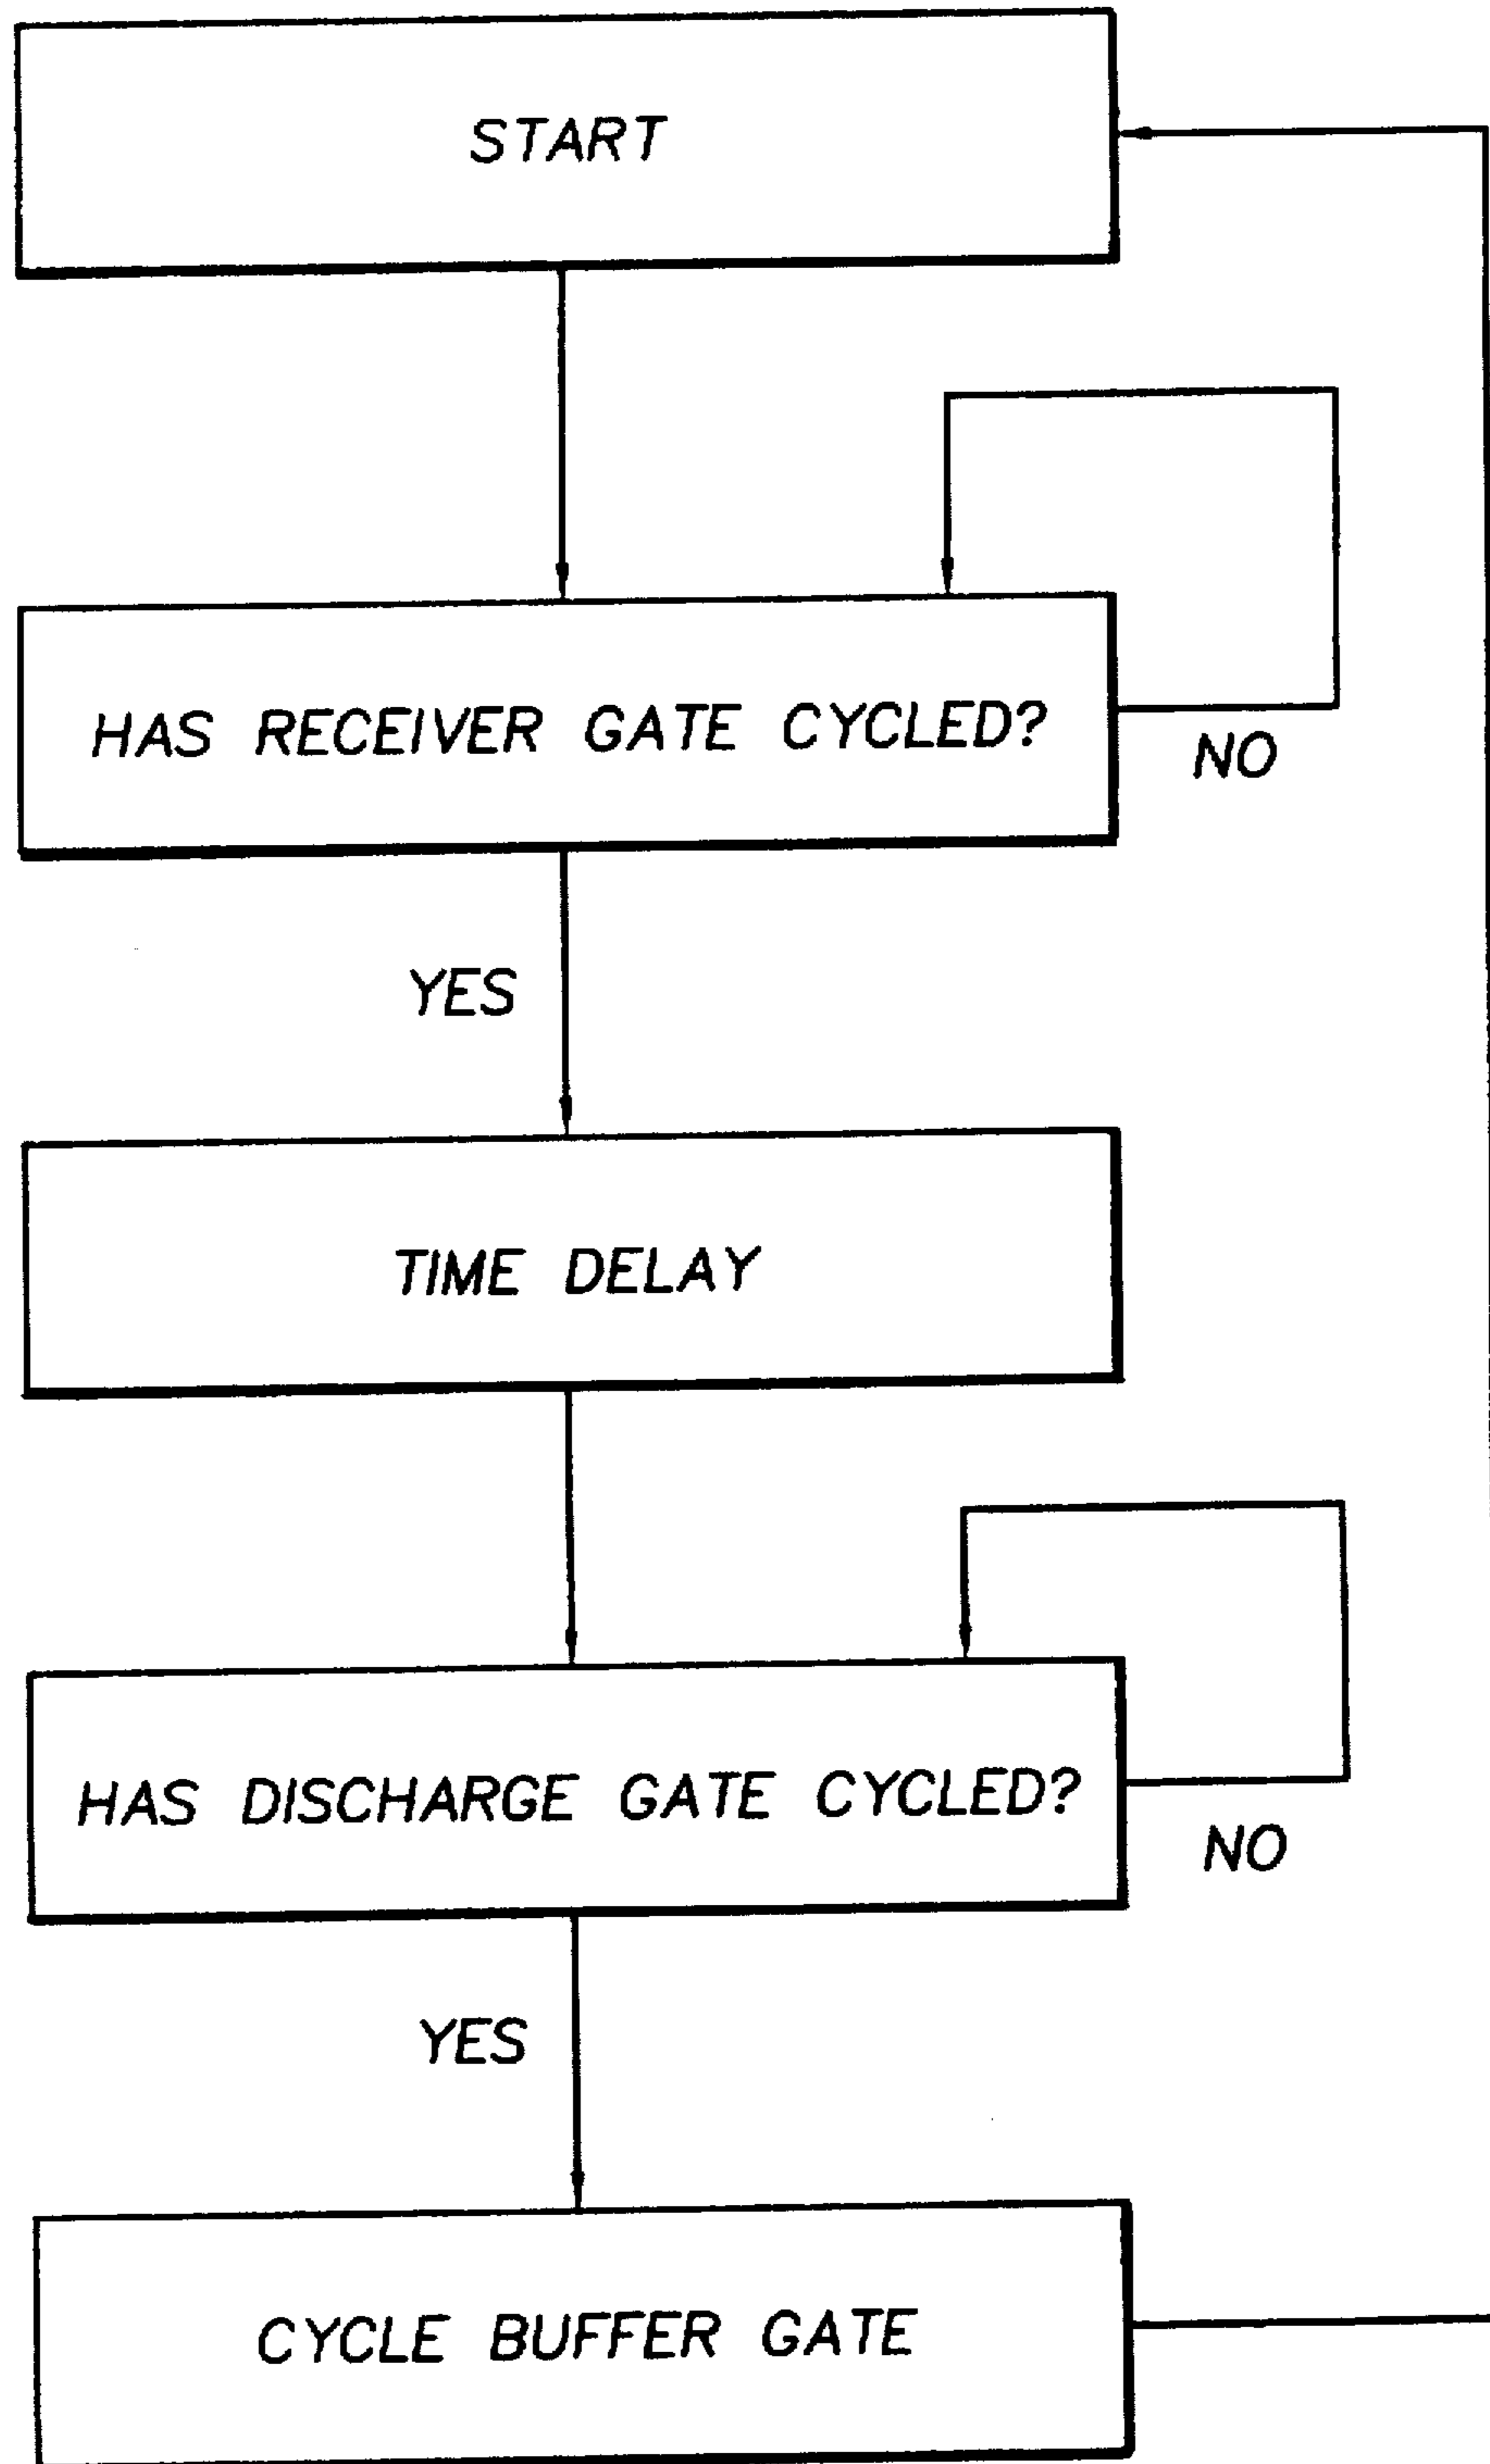 START
HAS RECEIVER GATE CYCLED?
NO
YES
TIME DELAY
HAS DISCHARGE GATE CYCLED?
NO
YES
CYCLE BUFFER GATE